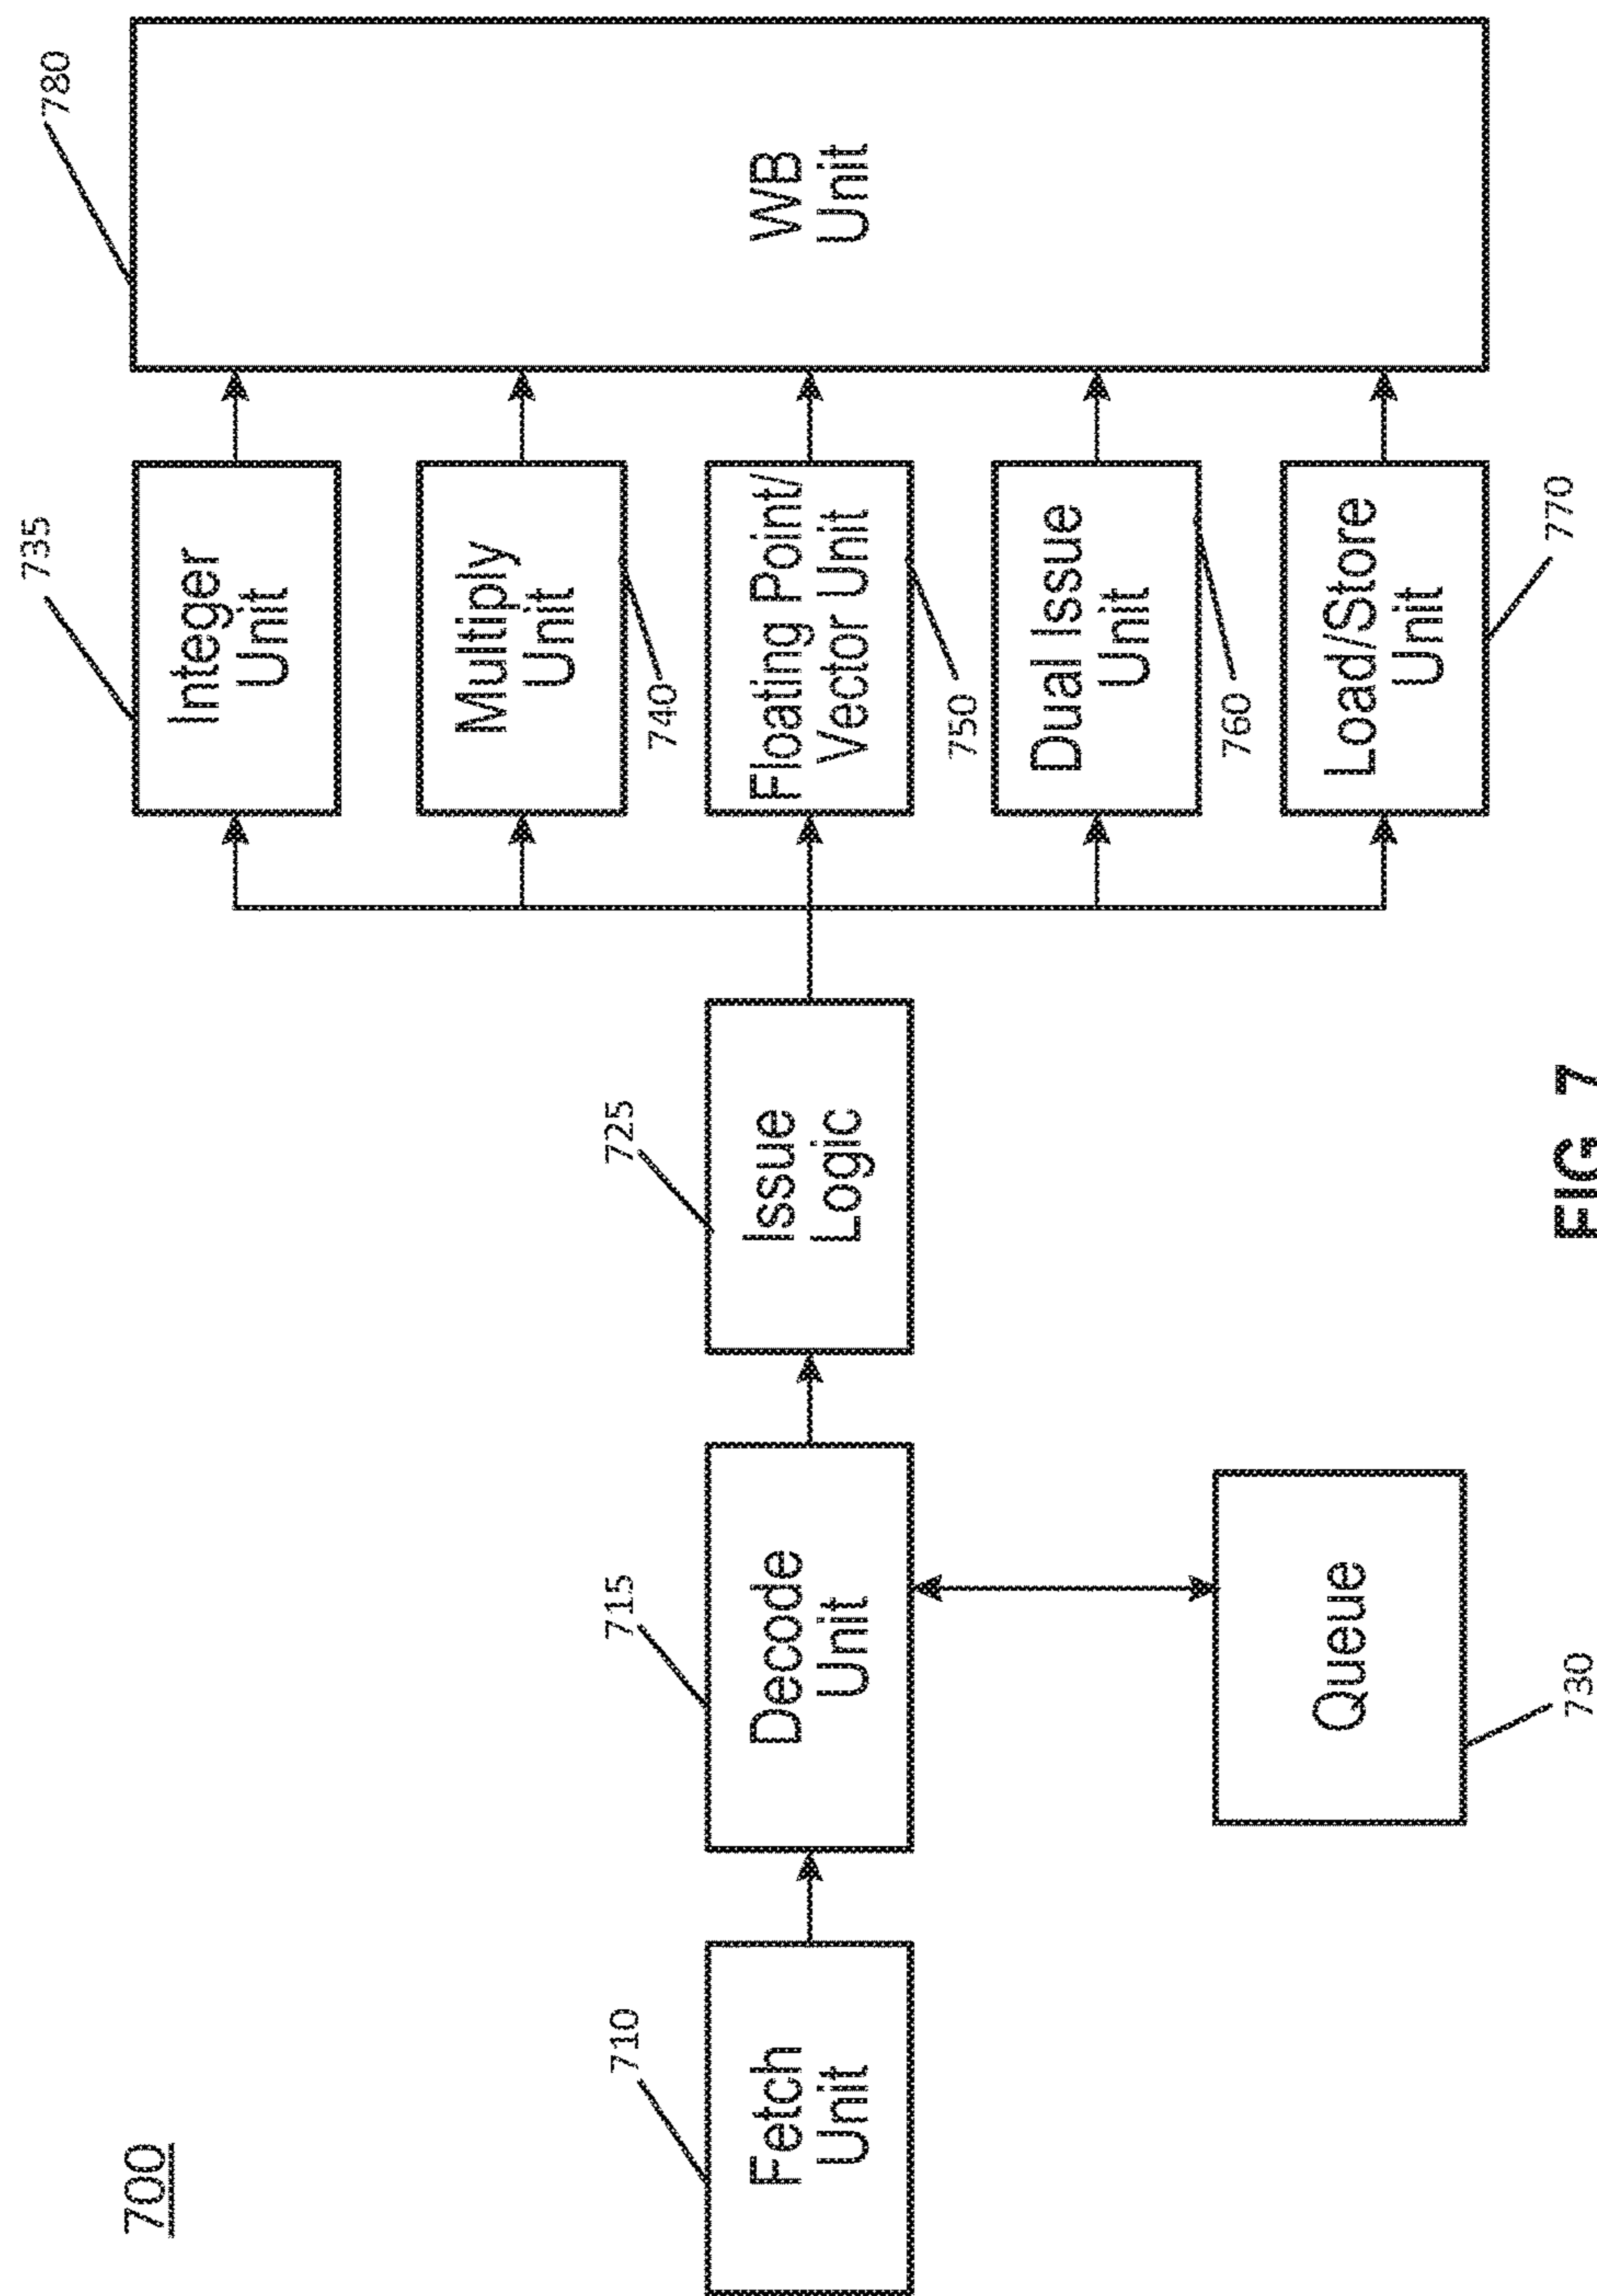 700
710
Fetch
Unit
715
Decode
Unit
Queue
730
725
Issue
Logic
735
Integer
Unit
Multiply
Unit
740
Floating Point/
Vector Unit
750
Dual Issue
Unit
760
Load/Store
Unit
770
780
WB
Unit
FIG 7